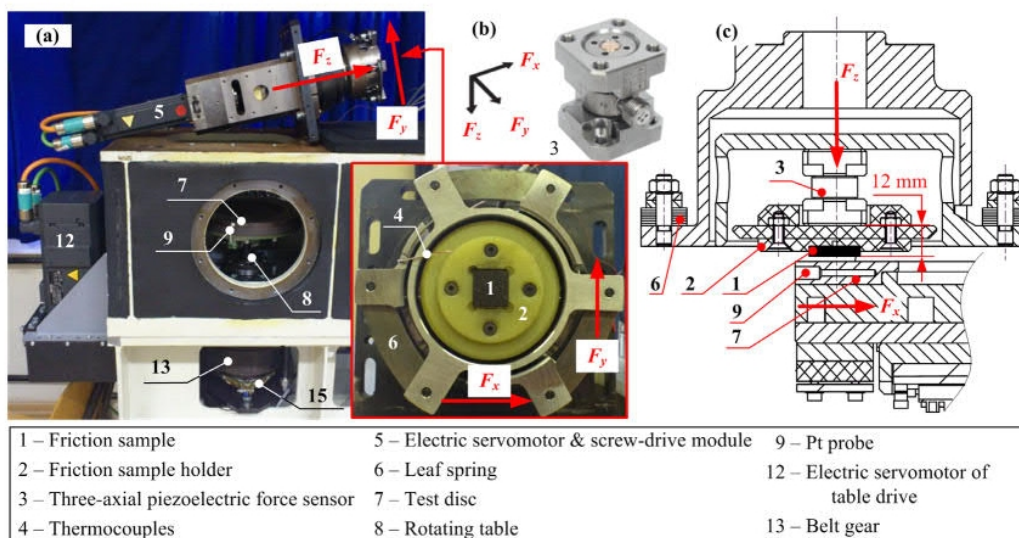 (a)
F_z
F_y
5
7
9
12
8
13
15
(b)
F_x
F_z
F_y
3
4
1
2
6
F_y
F_x
(c)
F_z
3
12 mm
6
2
1
9
7
F_x
1 – Friction sample
2 – Friction sample holder
3 – Three-axial piezoelectric force sensor
4 – Thermocouples
5 – Electric servomotor & screw-drive module
6 – Leaf spring
7 – Test disc
8 – Rotating table
9 – Pt probe
12 – Electric servomotor of
table drive
13 – Belt gear